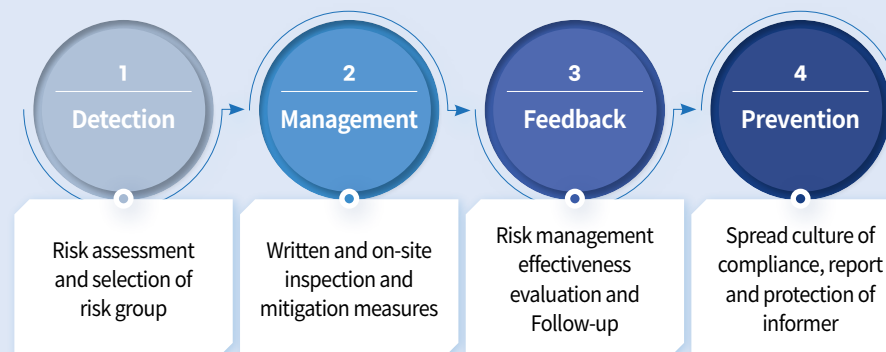 1
Detection
Risk assessment
and selection of
risk group
2
Management
Written and on-site
inspection and
mitigation measures
3
Feedback
Risk management
effectiveness
evaluation and
Follow-up
4
Prevention
Spread culture of
compliance, report
and protection of
informer